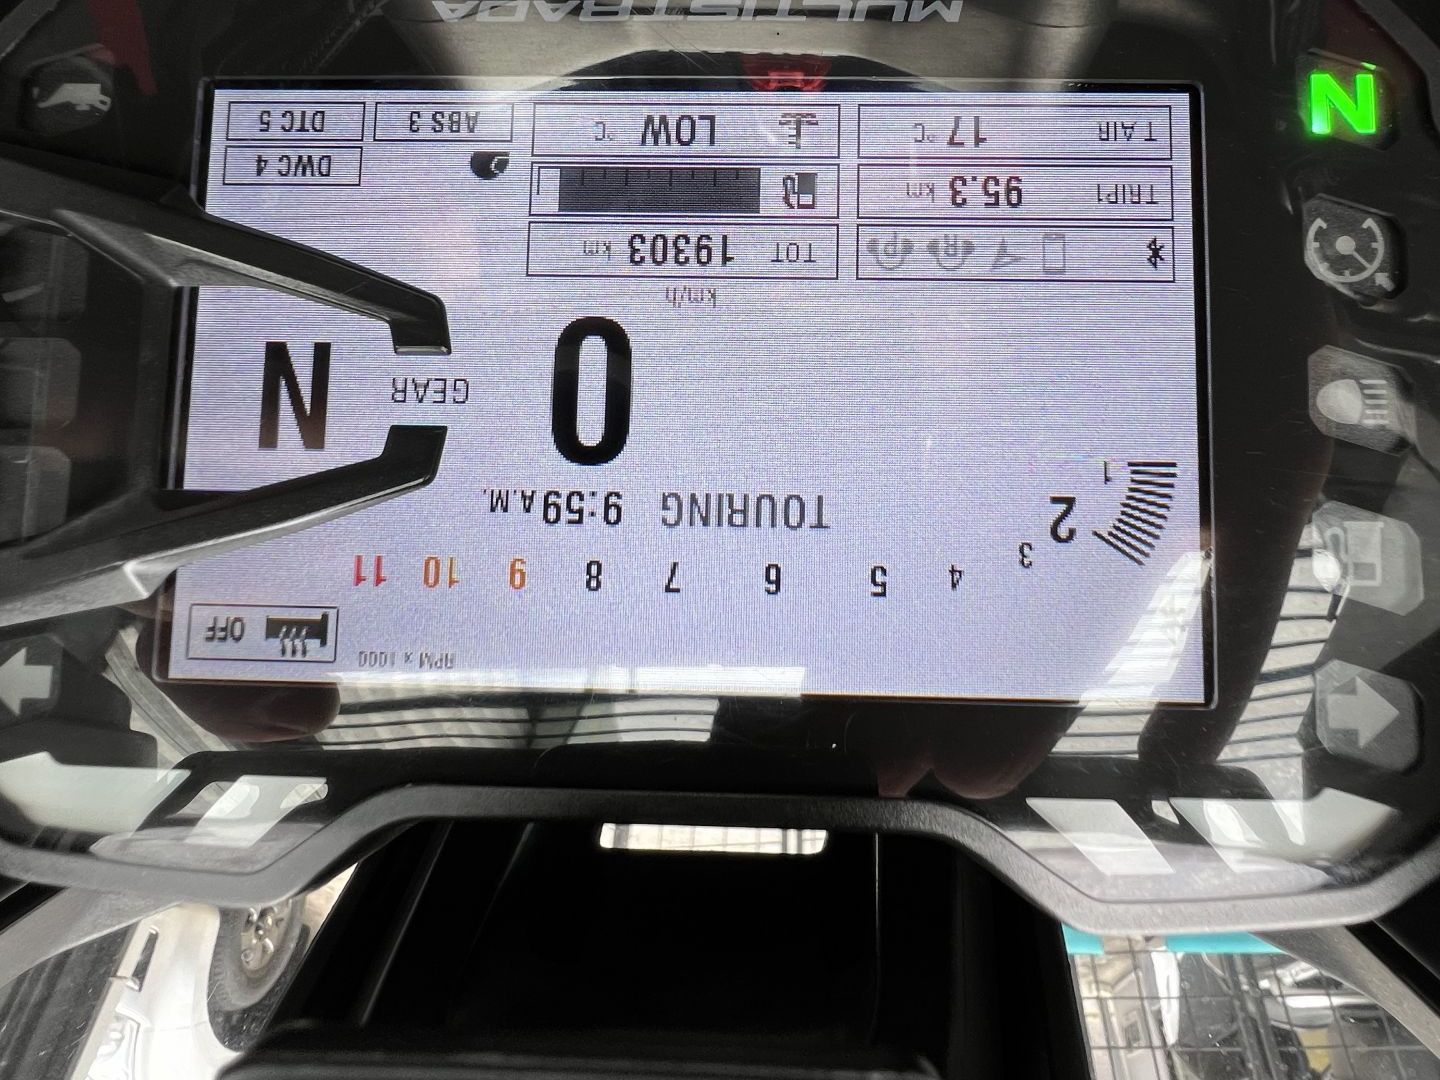 RPM x 1000
OFF
1 2 3 4 5 6 7 8 9 10 11
TOURING 9:59 A.M.
0
km/h
GEAR
N
TOT 19303 km
TRIP1 95.3 km
T AIR 17 °C
LOW °C
DWC 4
ABS 3
DTC 5
R P
N
MULTISTRADA